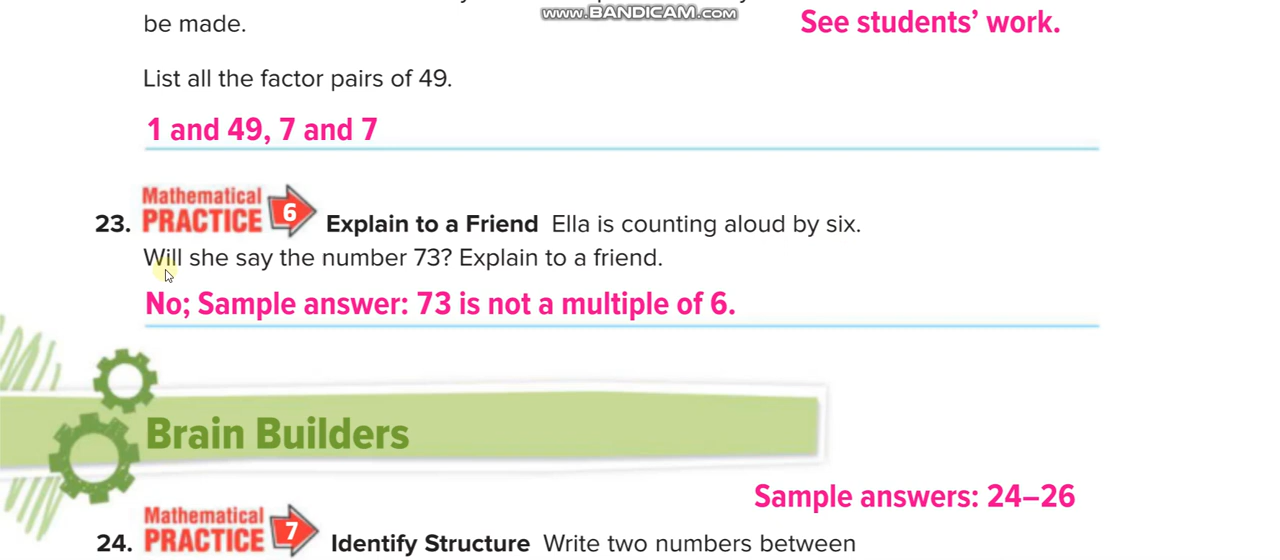 www.BANDICAM.com
be made.
See students’ work.
List all the factor pairs of 49.
1 and 49, 7 and 7
23. Mathematical PRACTICE 6 Explain to a Friend Ella is counting aloud by six.
Will she say the number 73? Explain to a friend.
No; Sample answer: 73 is not a multiple of 6.
Brain Builders
Sample answers: 24–26
24. Mathematical PRACTICE 7 Identify Structure Write two numbers between